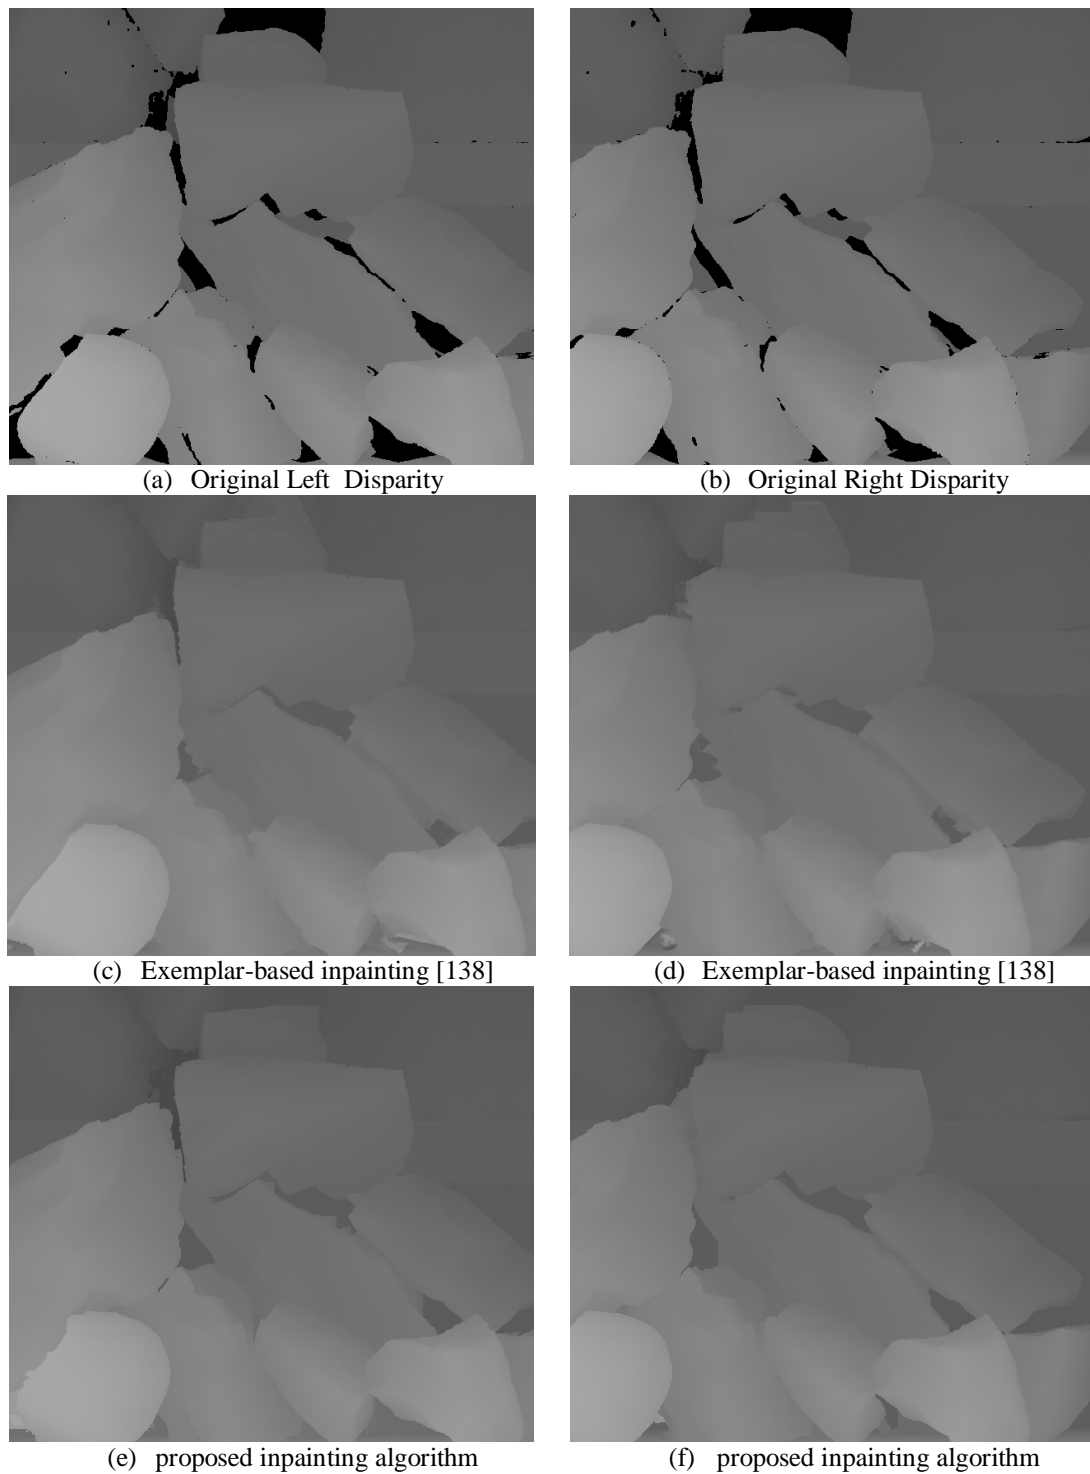 (a) Original Left Disparity
(b) Original Right Disparity
(c) Exemplar-based inpainting [138]
(d) Exemplar-based inpainting [138]
(e) proposed inpainting algorithm
(f) proposed inpainting algorithm